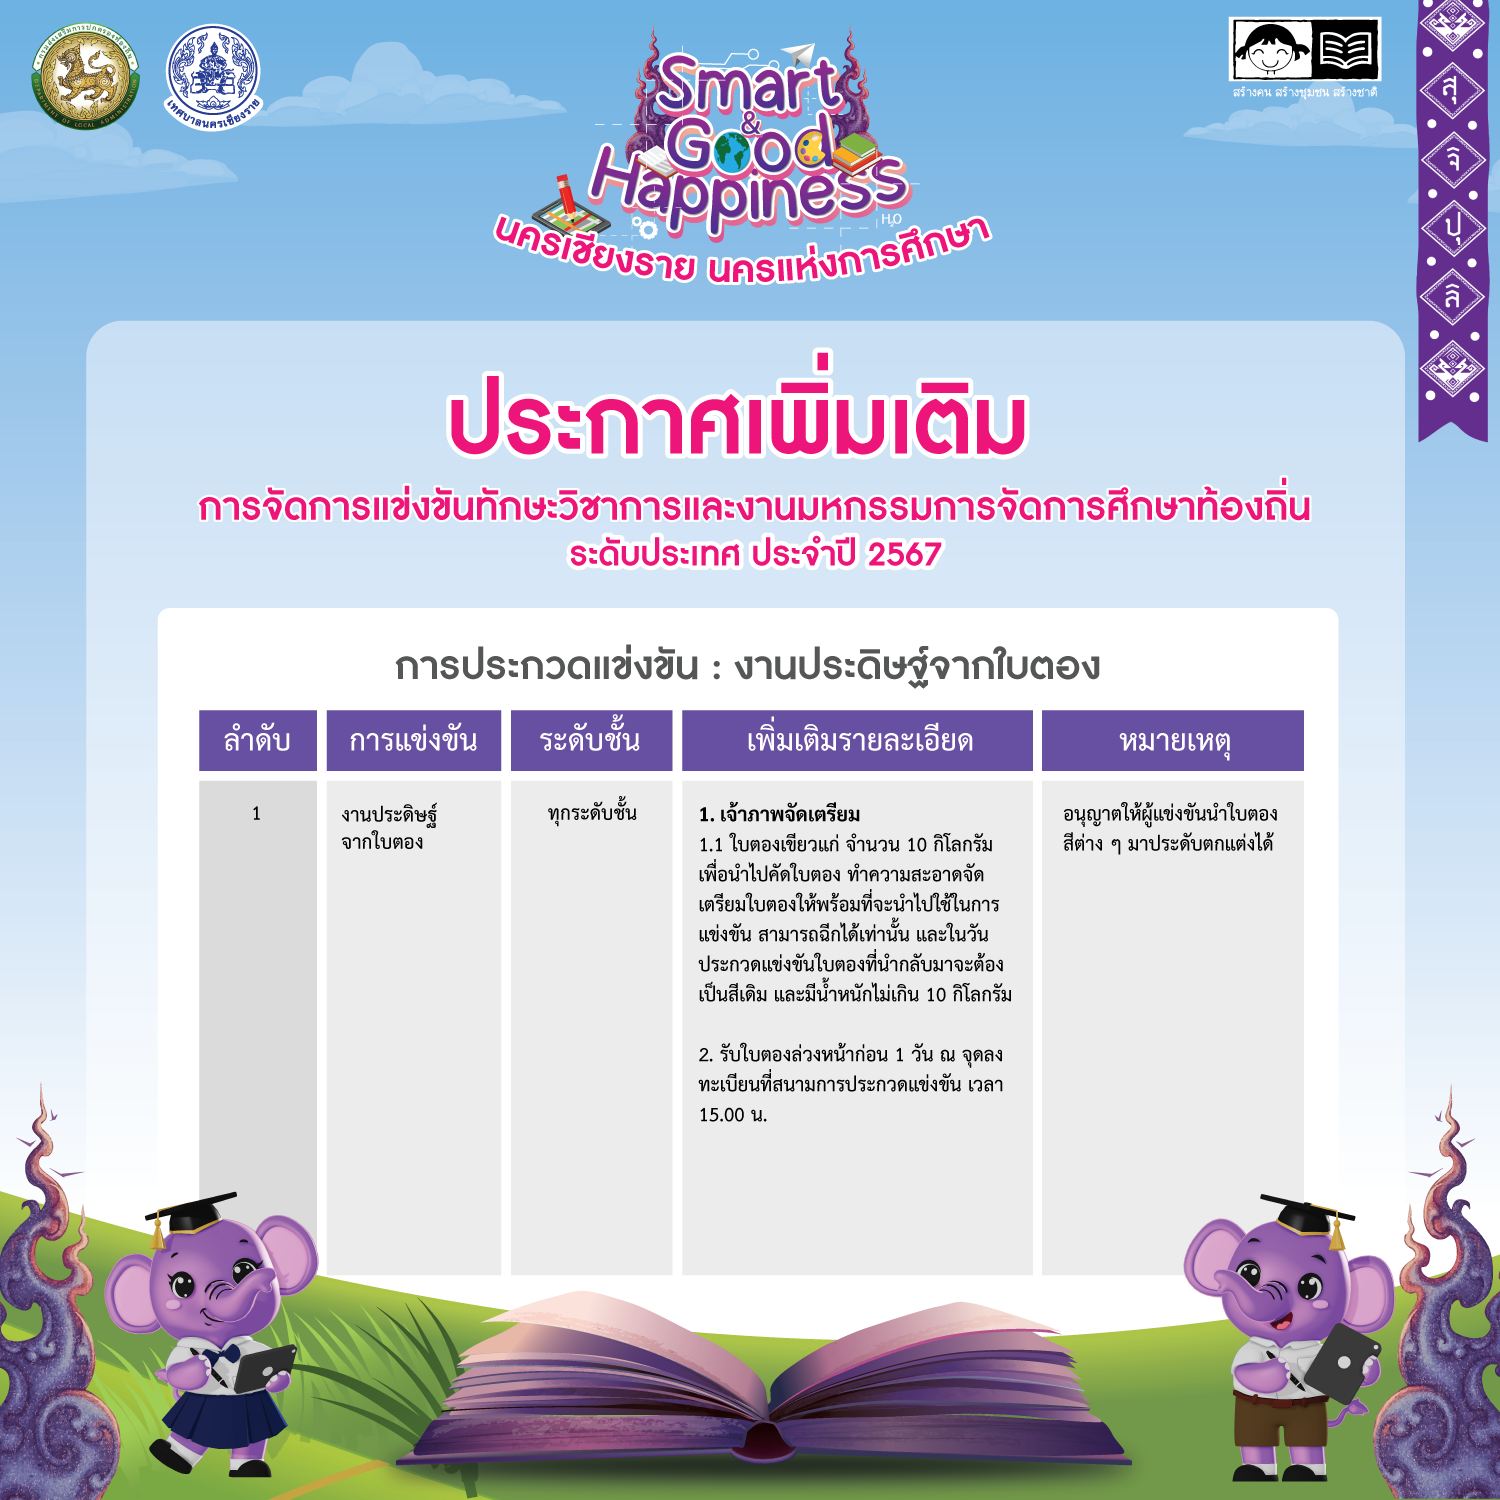 กรมส่งเสริมการปกครองท้องถิ่น
DEPARTMENT OF LOCAL ADMINISTRATION
เทศบาลนครเชียงราย
Smart
&
Good
Happiness
H₂O
นครเชียงราย นครแห่งการศึกษา
สร้างคน สร้างชุมชน สร้างชาติ
สุ
จิ
ปุ
ลิ
ประกาศเพิ่มเติม
การจัดการแข่งขันทักษะวิชาการและงานมหกรรมการจัดการศึกษาท้องถิ่น
ระดับประเทศ ประจำปี 2567
การประกวดแข่งขัน : งานประดิษฐ์จากใบตอง
ลำดับ การแข่งขัน ระดับชั้น เพิ่มเติมรายละเอียด หมายเหตุ
1
งานประดิษฐ์
จากใบตอง
ทุกระดับชั้น
1. เจ้าภาพจัดเตรียม
1.1 ใบตองเขียวแก่ จำนวน 10 กิโลกรัม
เพื่อนำไปคัดใบตอง ทำความสะอาดจัด
เตรียมใบตองให้พร้อมที่จะนำไปใช้ในการ
แข่งขัน สามารถฉีกได้เท่านั้น และในวัน
ประกวดแข่งขันใบตองที่นำกลับมาจะต้อง
เป็นสีเดิม และมีน้ำหนักไม่เกิน 10 กิโลกรัม
2. รับใบตองล่วงหน้าก่อน 1 วัน ณ จุดลง
ทะเบียนที่สนามการประกวดแข่งขัน เวลา
15.00 น.
อนุญาตให้ผู้แข่งขันนำใบตอง
สีต่าง ๆ มาประดับตกแต่งได้